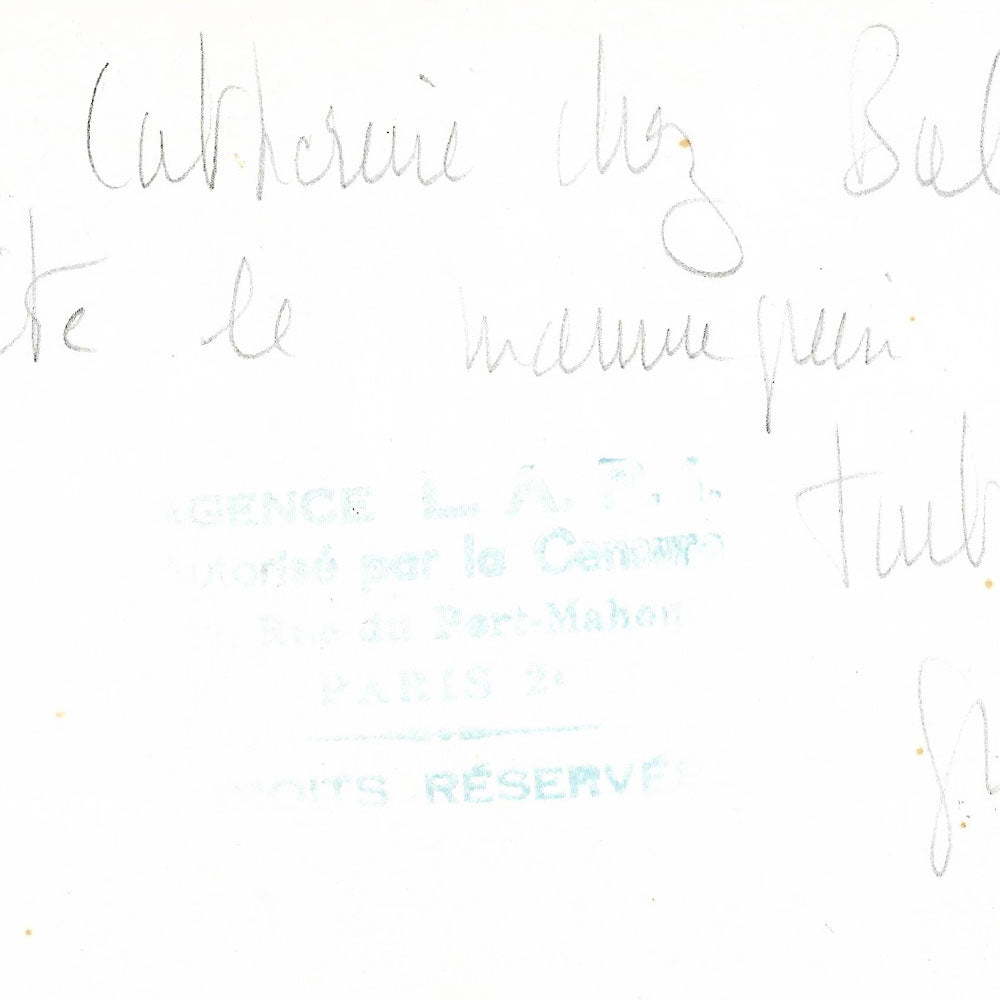 Catherine chez Bal
te le mannequin
AGENCE L. A. P. I.
Autorisé par la Censure
Rue du Port-Mahon
PARIS 2e
DROITS RÉSERVÉS